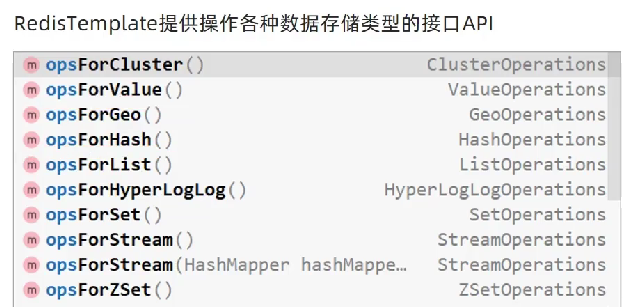 RedisTemplate提供操作各种数据存储类型的接口API
m opsForCluster() ClusterOperations
m opsForValue() ValueOperations
m opsForGeo() GeoOperations
m opsForHash() HashOperations
m opsForList() ListOperations
m opsForHyperLogLog() HyperLogLogOperations
m opsForSet() SetOperations
m opsForStream() StreamOperations
m opsForStream(HashMapper hashMappe… StreamOperations
m opsForZSet() ZSetOperations